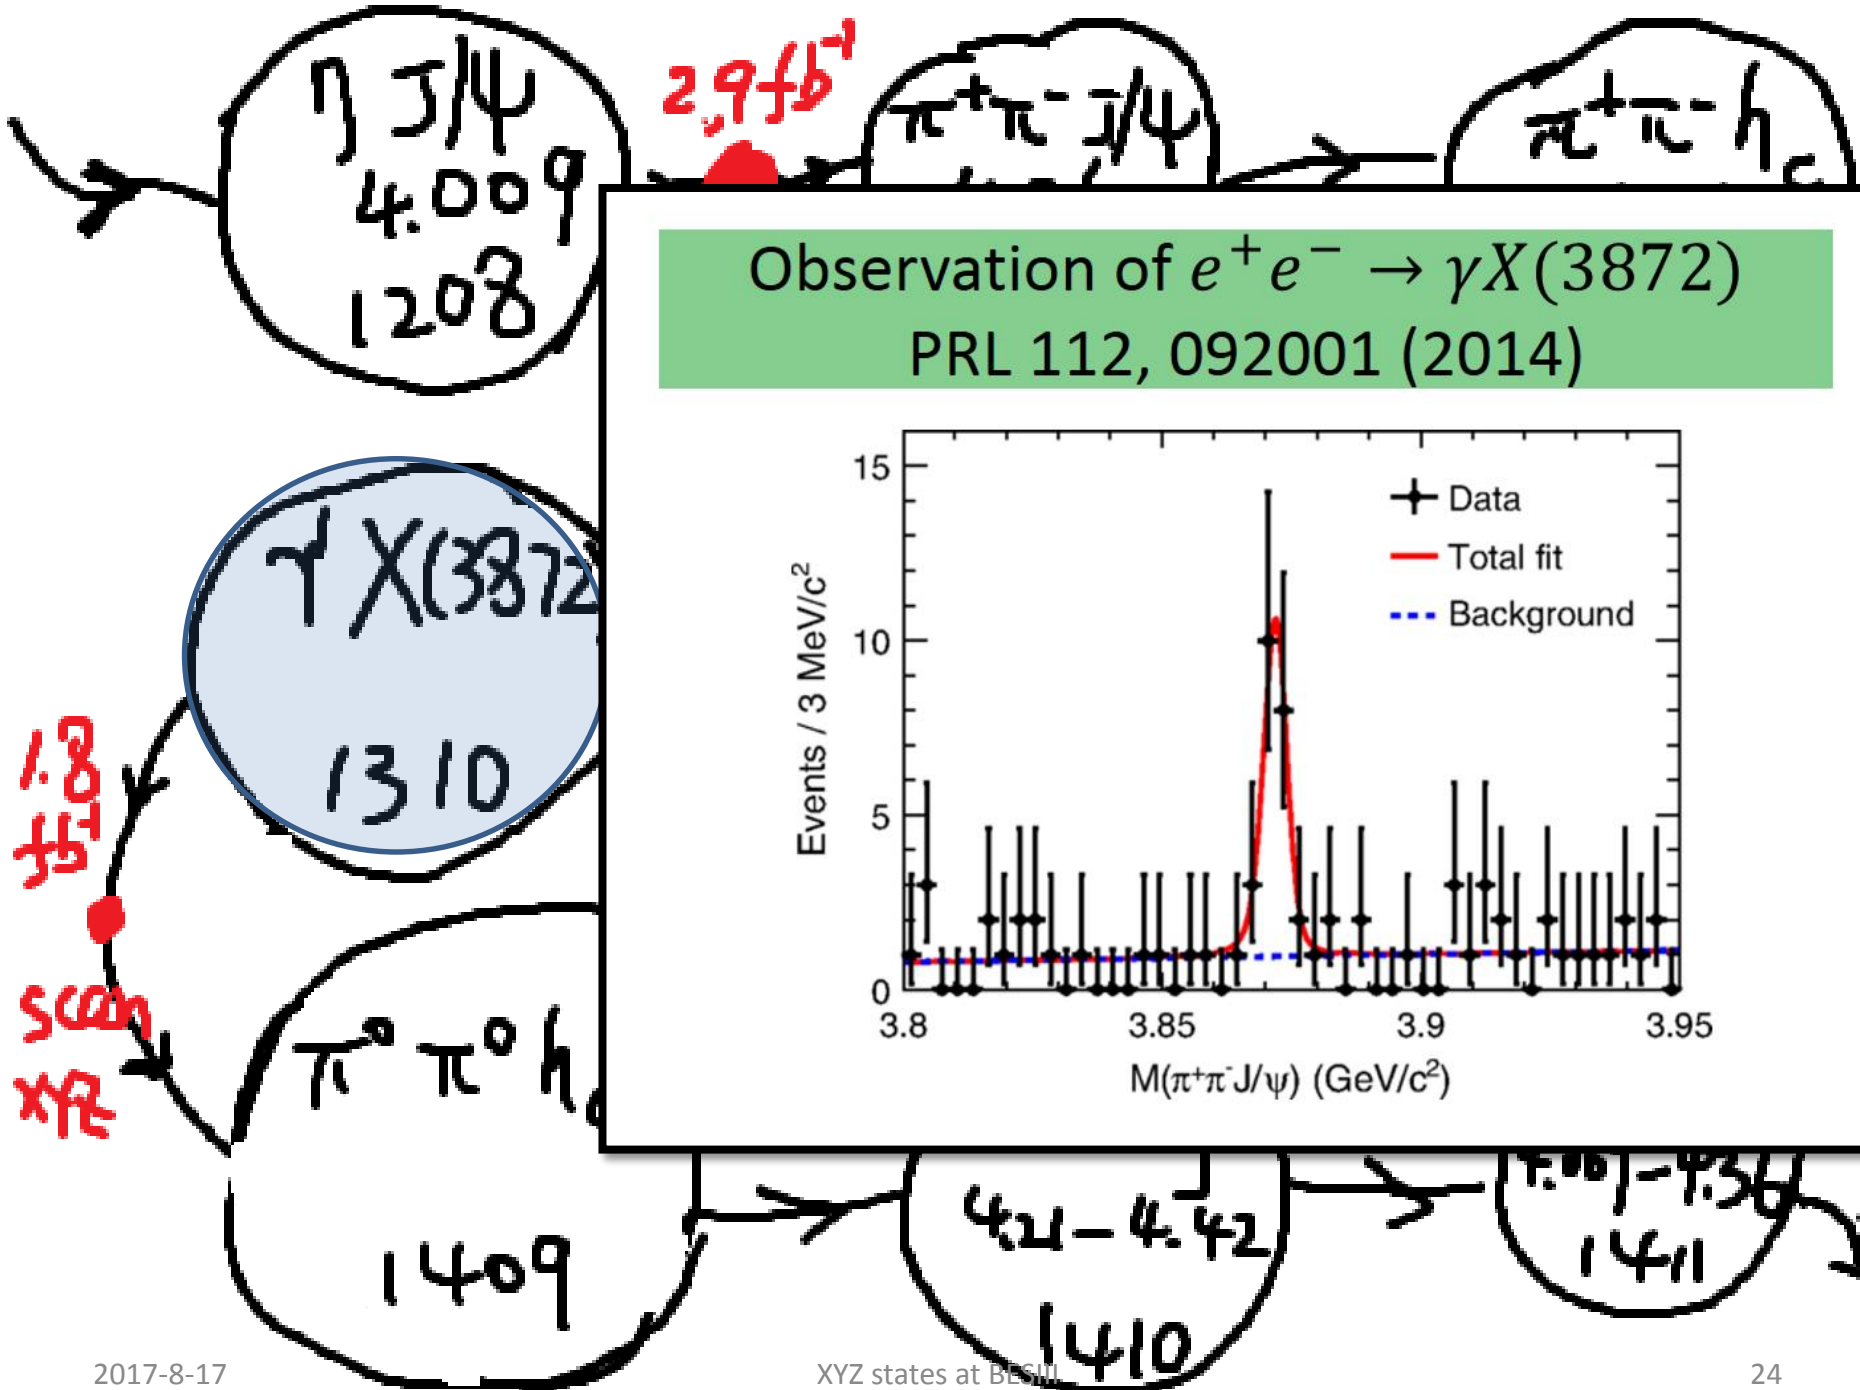 η J/ψ
4.009
1208
2.9 fb⁻¹
π⁺π⁻ J/ψ
π⁺π⁻ h_c
Observation of e⁺e⁻ → γX(3872)
PRL 112, 092001 (2014)
γ X(3872
1310
15
10
5
0
Events / 3 MeV/c²
Data
Total fit
Background
3.8 3.85 3.9 3.95
M(π⁺π⁻J/ψ) (GeV/c²)
1.8
fb⁻¹
scan
XYZ
π⁰ π⁰ h
1409
4.21-4.42
1410
1411
2017-8-17
XYZ states at BESIII
24